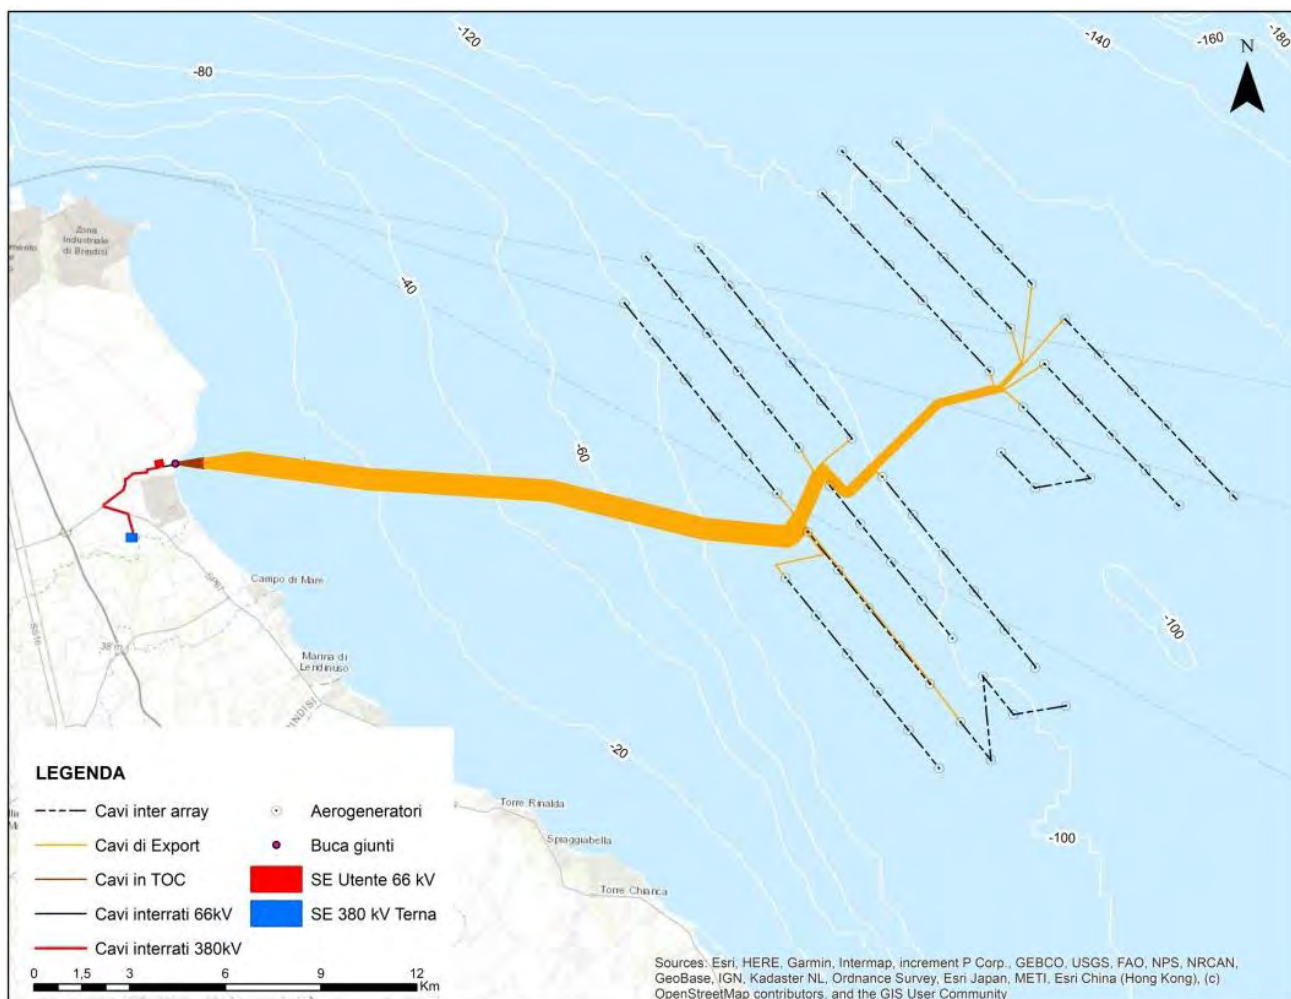 -120
-140
-160
-180
N
-80
Zona
Industriale
di Brindisi
-40
-60
SP87
SS16
Campo di Mare
38 m
Marina di
Lendinuso
-100
-20
LEGENDA
Cavi inter array
Aerogeneratori
Cavi di Export
Buca giunti
Cavi in TOC
SE Utente 66 kV
Cavi interrati 66kV
SE 380 kV Terna
Cavi interrati 380kV
0 1,5 3 6 9 12
Km
Torre Rinalda
Spiaggiabella
Torre Chianca
-100
Sources: Esri, HERE, Garmin, Intermap, increment P Corp., GEBCO, USGS, FAO, NPS, NRCAN,
GeoBase, IGN, Kadaster NL, Ordnance Survey, Esri Japan, METI, Esri China (Hong Kong), (c)
OpenStreetMap contributors, and the GIS User Community